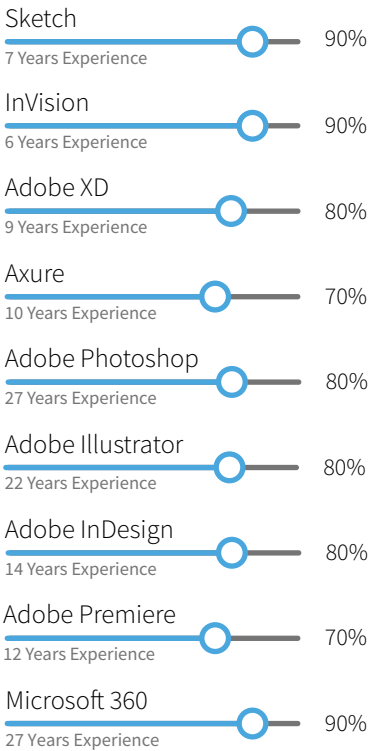 Sketch
90%
7 Years Experience
InVision
90%
6 Years Experience
Adobe XD
80%
9 Years Experience
Axure
70%
10 Years Experience
Adobe Photoshop
80%
27 Years Experience
Adobe Illustrator
80%
22 Years Experience
Adobe InDesign
80%
14 Years Experience
Adobe Premiere
70%
12 Years Experience
Microsoft 360
90%
27 Years Experience